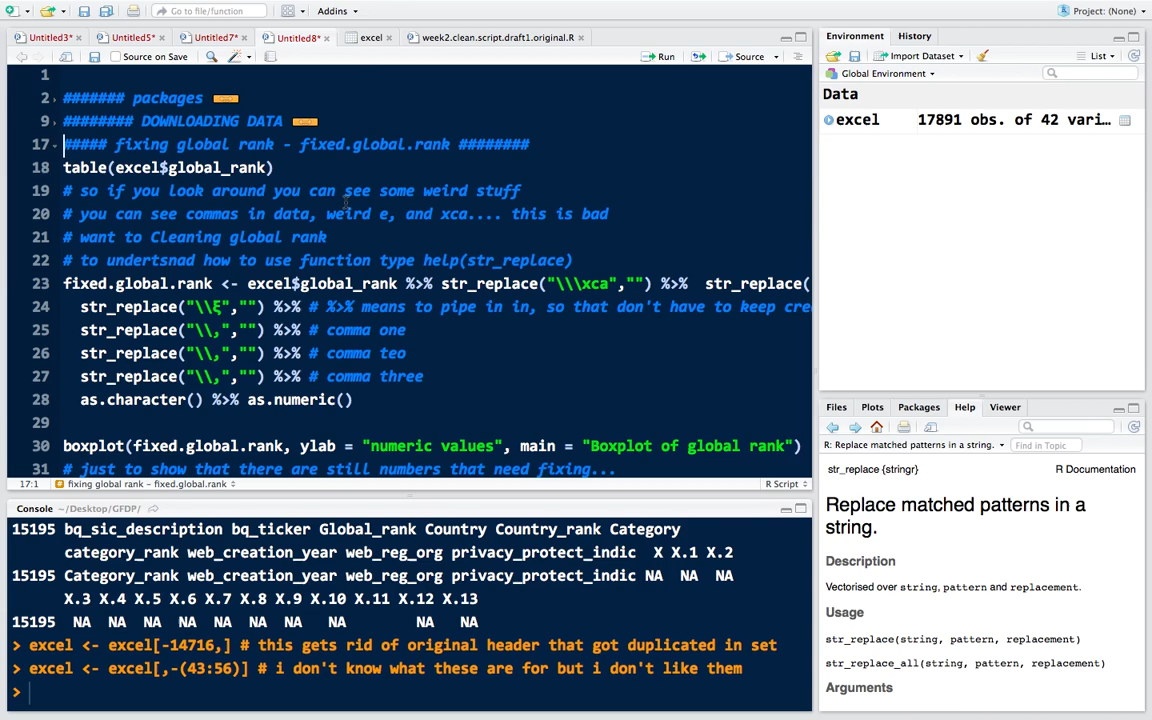 Go to file/function
Addins
Project: (None)
Untitled3*
Untitled5*
Untitled7*
Untitled8*
excel
week2.clean.script.draft1.original.R
Source on Save
Run
Source
1
2 ####### packages
9 ######## DOWNLOADING DATA
17 ##### fixing global rank - fixed.global.rank ########
18 table(excel$global_rank)
19 # so if you look around you can see some weird stuff
20 # you can see commas in data, weird e, and xca.... this is bad
21 # want to Cleaning global rank
22 # to undertsnad how to use function type help(str_replace)
23 fixed.global.rank <- excel$global_rank %>% str_replace("\\\xca","") %>% str_replace(
24 str_replace("\\ξ","") %>% # %>% means to pipe in in, so that don't have to keep cre
25 str_replace("\\,","") %>% # comma one
26 str_replace("\\,","") %>% # comma teo
27 str_replace("\\,","") %>% # comma three
28 as.character() %>% as.numeric()
29
30 boxplot(fixed.global.rank, ylab = "numeric values", main = "Boxplot of global rank")
31 # just to show that there are still numbers that need fixing...
17:1 fixing global rank - fixed.global.rank
R Script
Console ~/Desktop/GFDP/
15195 bq_sic_description bq_ticker Global_rank Country Country_rank Category
category_rank web_creation_year web_reg_org privacy_protect_indic X X.1 X.2
15195 Category_rank web_creation_year web_reg_org privacy_protect_indic NA NA NA
X.3 X.4 X.5 X.6 X.7 X.8 X.9 X.10 X.11 X.12 X.13
15195 NA NA NA NA NA NA NA NA NA NA
> excel <- excel[-14716,] # this gets rid of original header that got duplicated in set
> excel <- excel[,-(43:56)] # i don't know what these are for but i don't like them
>
Environment
History
Import Dataset
List
Global Environment
Data
excel 17891 obs. of 42 vari…
Files
Plots
Packages
Help
Viewer
R: Replace matched patterns in a string.
Find in Topic
str_replace {stringr}
R Documentation
Replace matched patterns in a
string.
Description
Vectorised over string, pattern and replacement.
Usage
str_replace(string, pattern, replacement)
str_replace_all(string, pattern, replacement)
Arguments